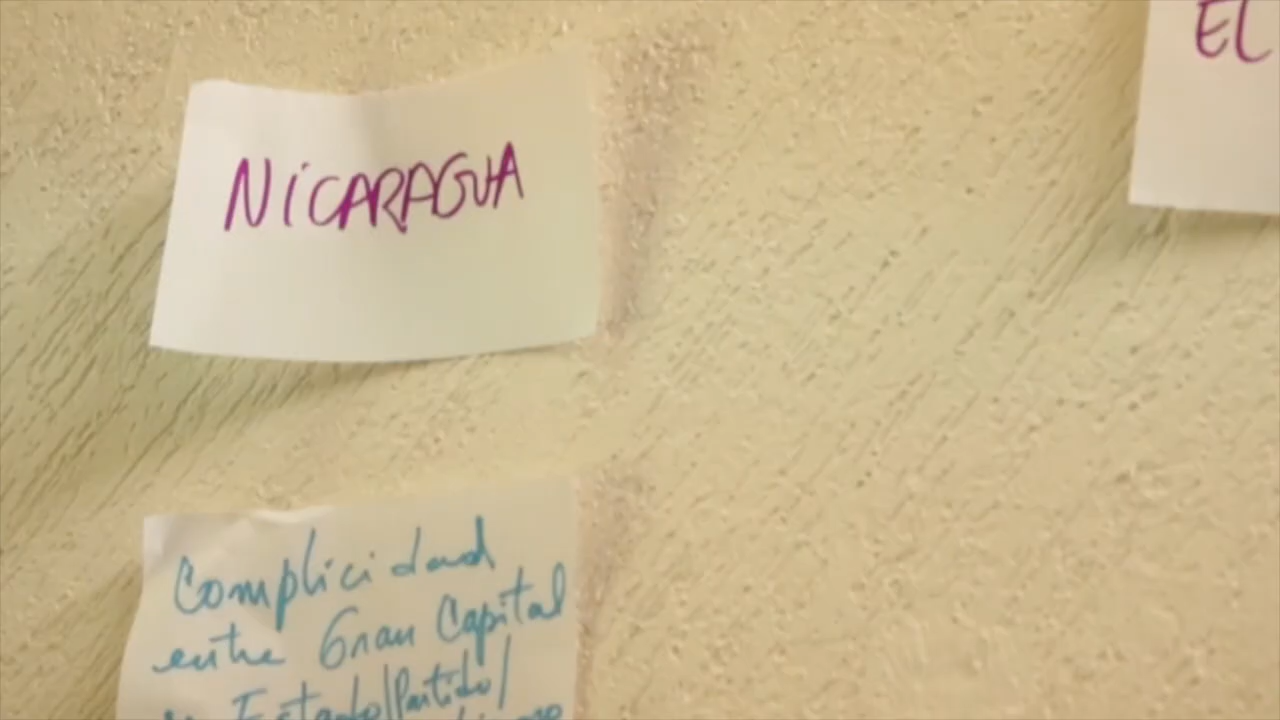 NICARAGUA
EL
Complicidad
entre Gran Capital
Estado/Partido/